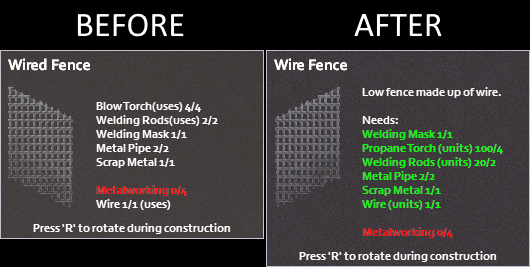 BEFORE
AFTER
Wired Fence
Blow Torch(uses) 4/4
Welding Rods(uses) 2/2
Welding Mask 1/1
Metal Pipe 2/2
Scrap Metal 1/1
Metalworking 0/4
Wire 1/1 (uses)
Press 'R' to rotate during construction
Wire Fence
Low fence made up of wire.
Needs:
Welding Mask 1/1
Propane Torch (units) 100/4
Welding Rods (units) 20/2
Metal Pipe 2/2
Scrap Metal 1/1
Wire (units) 1/1
Metalworking 0/4
Press 'R' to rotate during construction